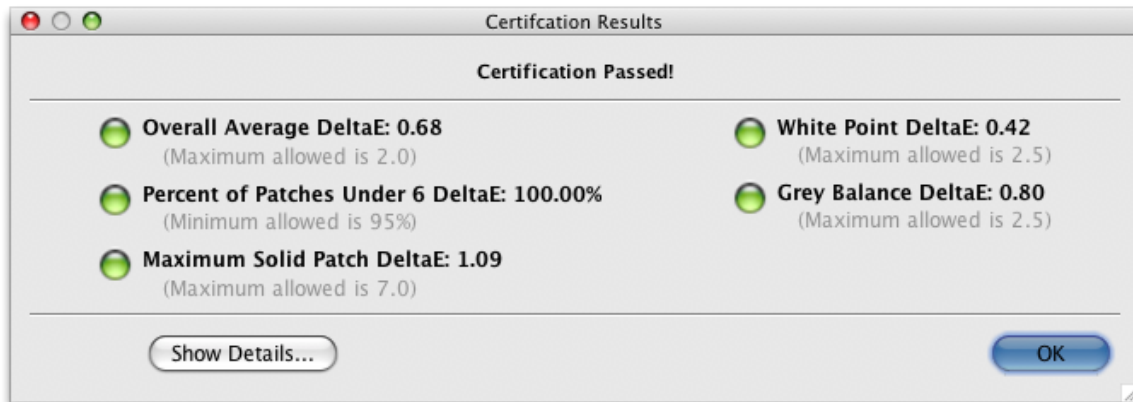 Certifcation Results
Certification Passed!
Overall Average DeltaE: 0.68
(Maximum allowed is 2.0)
Percent of Patches Under 6 DeltaE: 100.00%
(Minimum allowed is 95%)
Maximum Solid Patch DeltaE: 1.09
(Maximum allowed is 7.0)
White Point DeltaE: 0.42
(Maximum allowed is 2.5)
Grey Balance DeltaE: 0.80
(Maximum allowed is 2.5)
Show Details...
OK